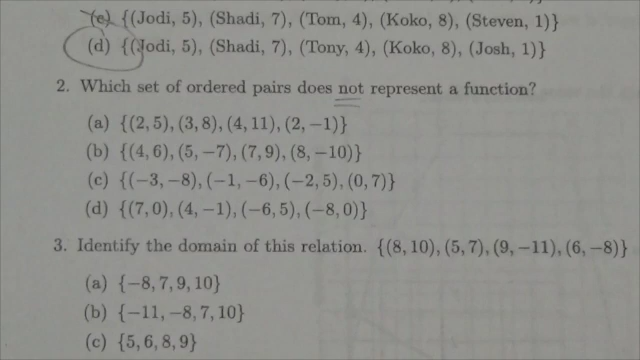 (c) {(Jodi, 5), (Shadi, 7), (Tom, 4), (Koko, 8), (Steven, 1)}
(d) {(Jodi, 5), (Shadi, 7), (Tony, 4), (Koko, 8), (Josh, 1)}
2. Which set of ordered pairs does not represent a function?
(a) {(2, 5), (3, 8), (4, 11), (2, −1)}
(b) {(4, 6), (5, −7), (7, 9), (8, −10)}
(c) {(−3, −8), (−1, −6), (−2, 5), (0, 7)}
(d) {(7, 0), (4, −1), (−6, 5), (−8, 0)}
3. Identify the domain of this relation. {(8, 10), (5, 7), (9, −11), (6, −8)}
(a) {−8, 7, 9, 10}
(b) {−11, −8, 7, 10}
(c) {5, 6, 8, 9}